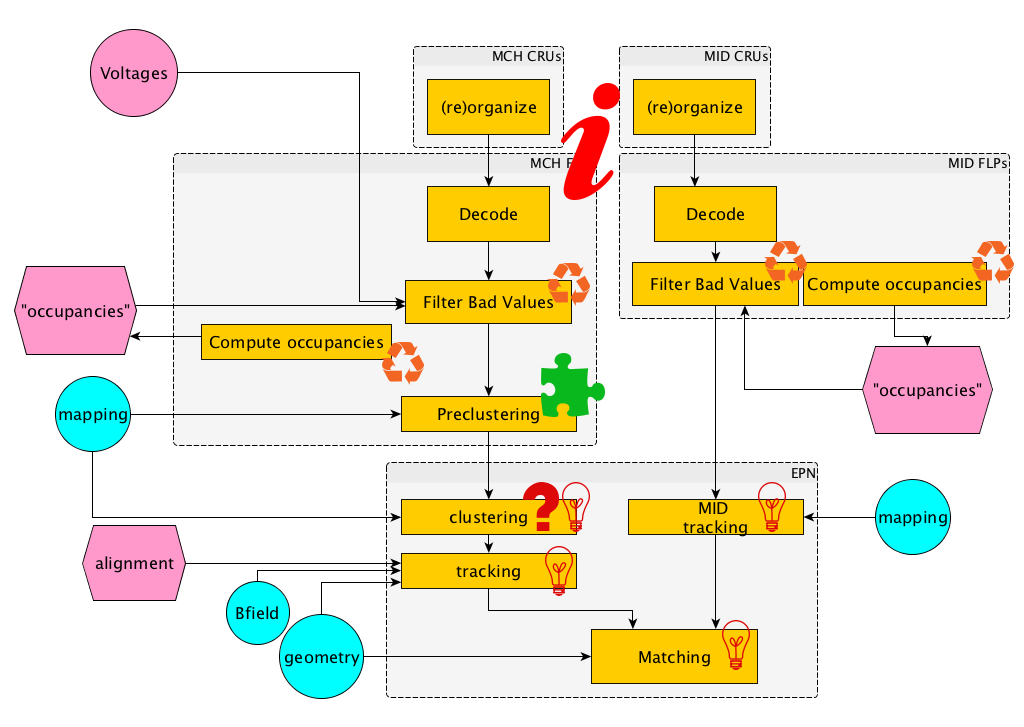 MCH CRUs
MID CRUs
Voltages
(re)organize
(re)organize
MCH
MID FLPs
Decode
Decode
"occupancies"
Filter Bad Values
Filter Bad Values
Compute occupancies
Compute occupancies
"occupancies"
mapping
Preclustering
EPN
clustering
MID
tracking
mapping
alignment
tracking
Bfield
geometry
Matching